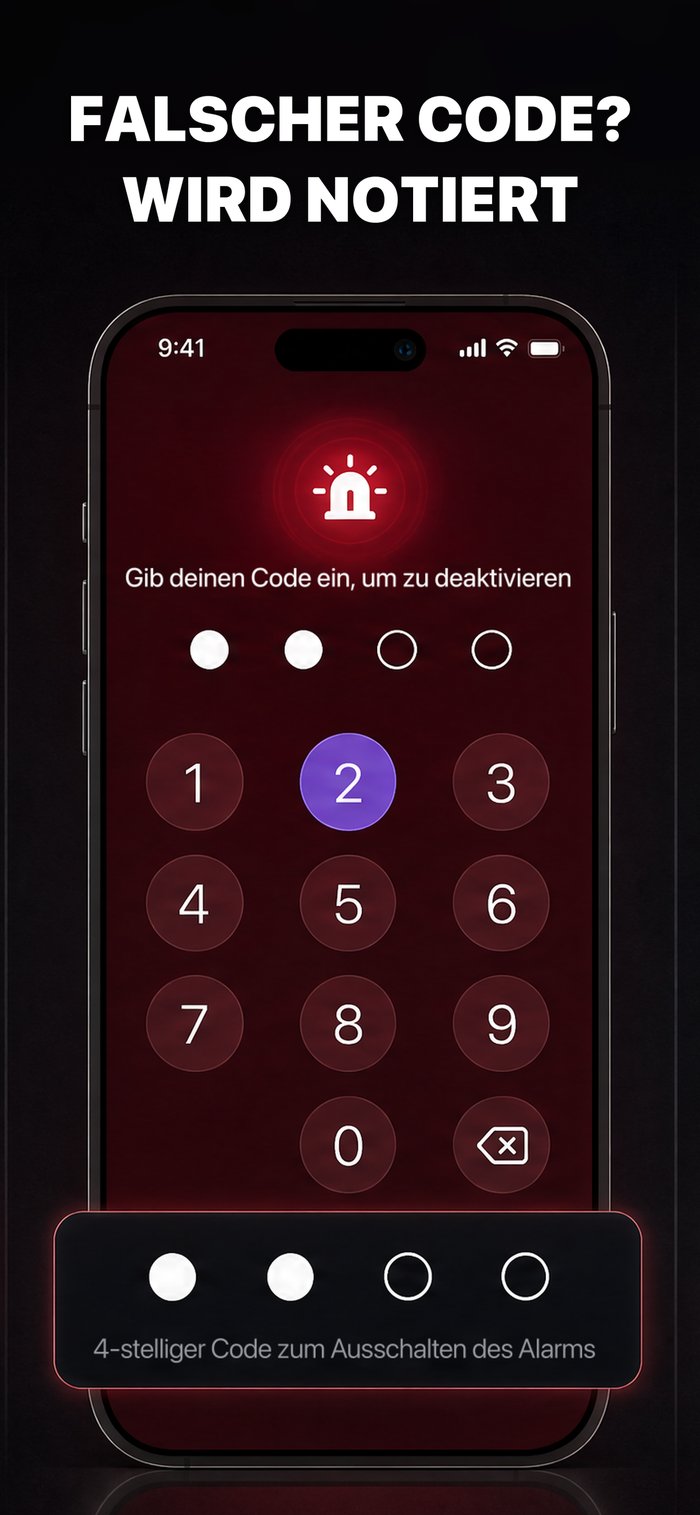 FALSCHER CODE?
WIRD NOTIERT
9:41
Gib deinen Code ein, um zu deaktivieren
1 2 3
4 5 6
7 8 9
0
4-stelliger Code zum Ausschalten des Alarms